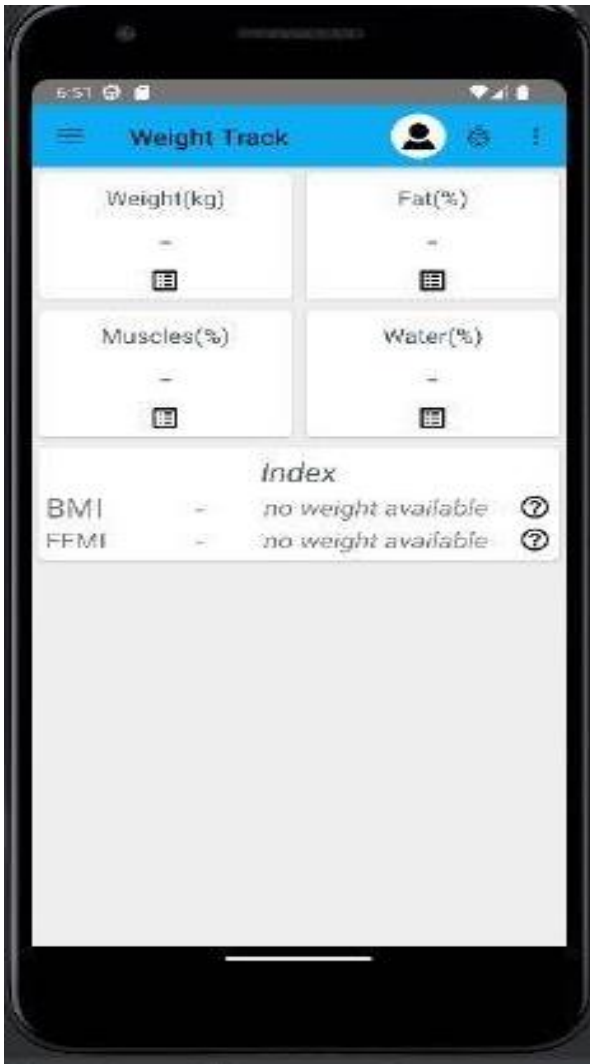 6:51
Weight Track
Weight(kg) Fat(%)
- -
Muscles(%) Water(%)
- -
Index
BMI - no weight available ?
FFMI - no weight available ?